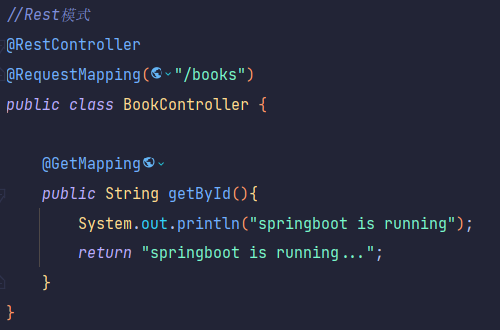 //Rest模式
@RestController
@RequestMapping("/books")
public class BookController {
@GetMapping
public String getById(){
System.out.println("springboot is running");
return "springboot is running...";
}
}